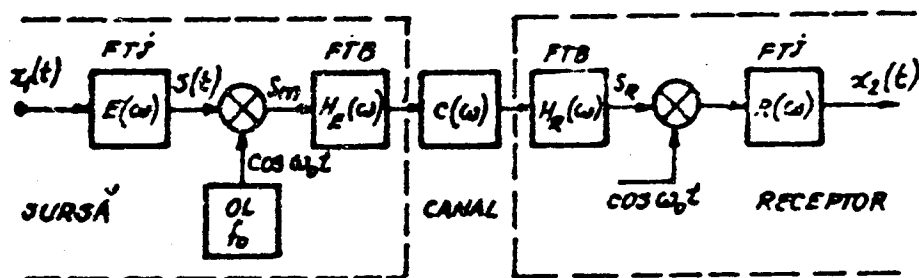 FTJ
FTB
FTB
FTJ
x₁(t)
E(ω)
s(t)
Sm
H_E(ω)
C(ω)
H_R(ω)
S_R
R(ω)
x₂(t)
cos ω₀t
cos ω₀t
SURSĂ
OL
f₀
CANAL
RECEPTOR